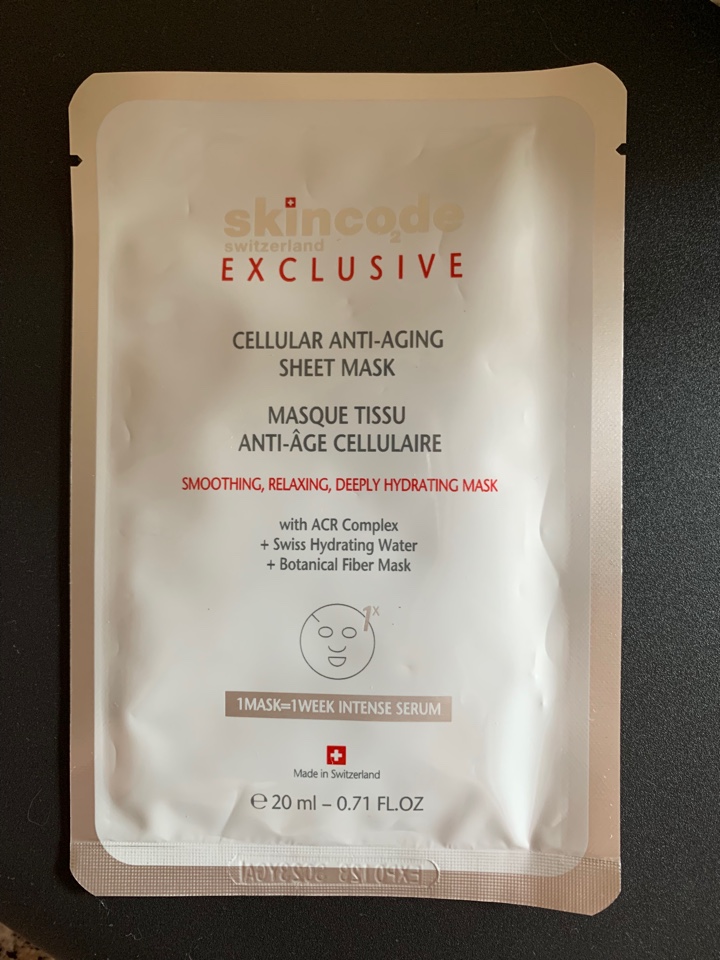 skinco2de
switzerland
EXCLUSIVE
CELLULAR ANTI-AGING
SHEET MASK
MASQUE TISSU
ANTI-ÂGE CELLULAIRE
SMOOTHING, RELAXING, DEEPLY HYDRATING MASK
with ACR Complex
+ Swiss Hydrating Water
+ Botanical Fiber Mask
1x
1MASK=1WEEK INTENSE SERUM
Made in Switzerland
℮ 20 ml – 0.71 FL.OZ